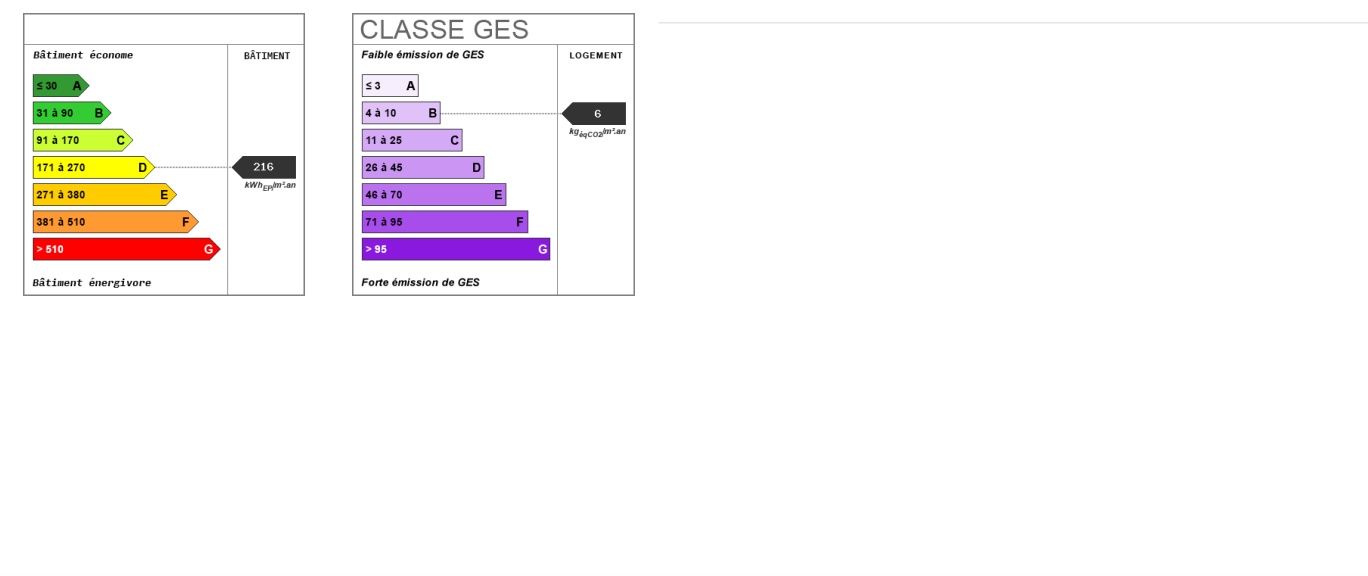 Bâtiment économe
BÂTIMENT
≤ 30 A
31 à 90 B
91 à 170 C
171 à 270 D
216
kWhEP/m².an
271 à 380 E
381 à 510 F
> 510 G
Bâtiment énergivore
CLASSE GES
Faible émission de GES
LOGEMENT
≤ 3 A
4 à 10 B
6
kgéqCO2/m².an
11 à 25 C
26 à 45 D
46 à 70 E
71 à 95 F
> 95 G
Forte émission de GES